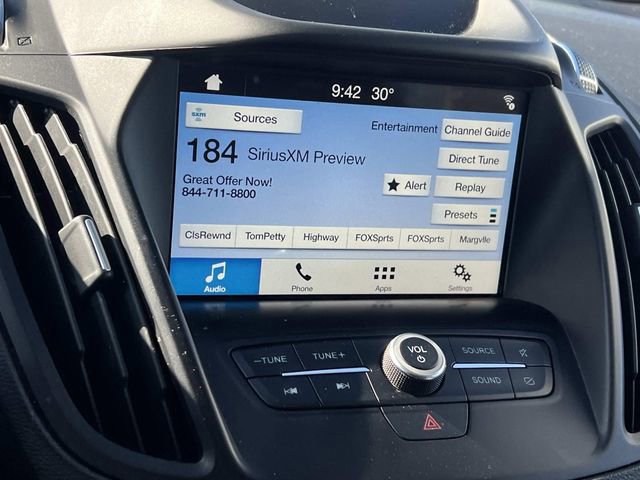 9:42 30°
sxm Sources
Entertainment Channel Guide
184 SiriusXM Preview
Direct Tune
Great Offer Now!
844-711-8800
Alert
Replay
Presets
ClsRewnd TomPetty Highway FOXSprts FOXSprts Margvlle
Audio Phone Apps Settings
–TUNE TUNE+ VOL SOURCE
SOUND